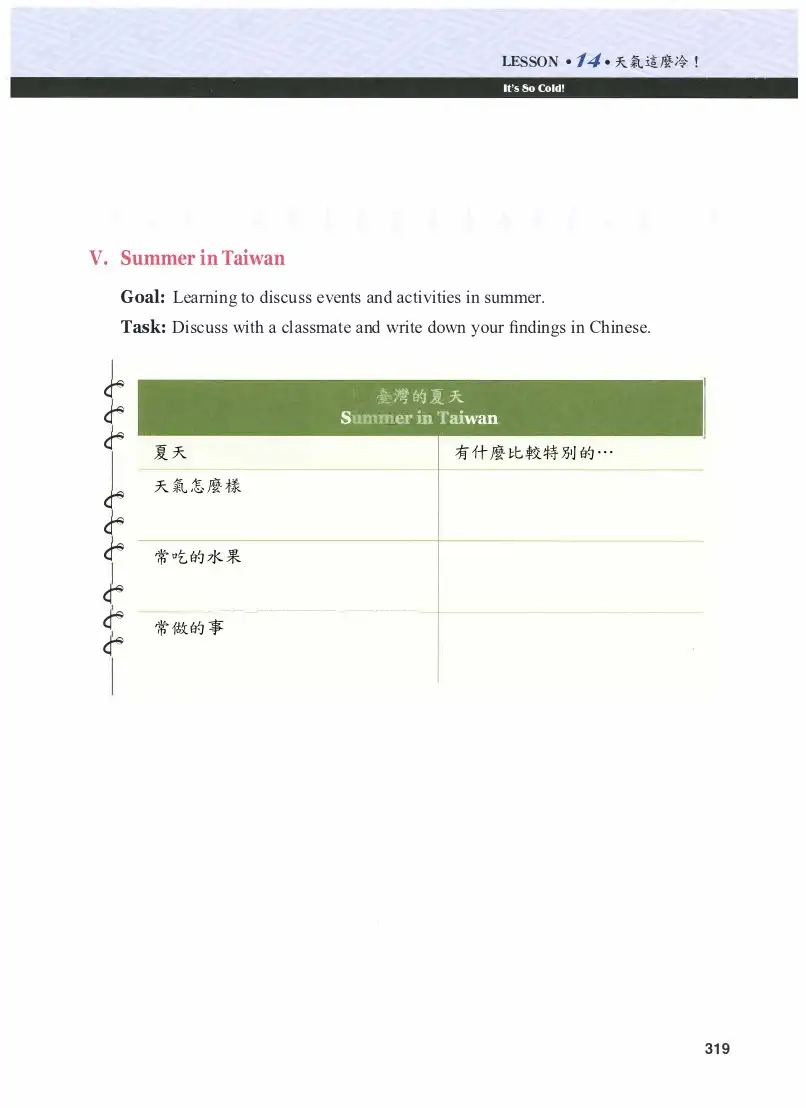 LESSON • 14 • 天氣這麼冷！
It's So Cold!
V. Summer in Taiwan
Goal: Learning to discuss events and activities in summer.
Task: Discuss with a classmate and write down your findings in Chinese.
臺灣的夏天
Summer in Taiwan
夏天 有什麼比較特別的…
天氣怎麼樣
常吃的水果
常做的事
319